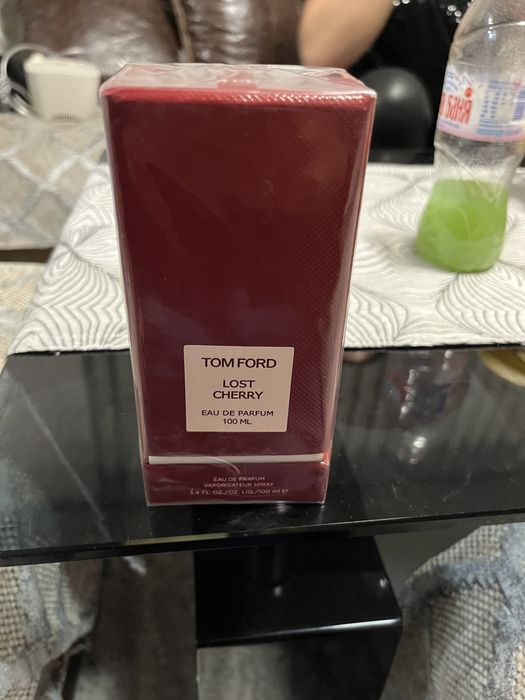 TOM FORD
LOST
CHERRY
EAU DE PARFUM
100 ML
EAU DE PARFUM
VAPORISATEUR SPRAY
3.4 FL. OZ./OZ. LIQ./100 ml ℮